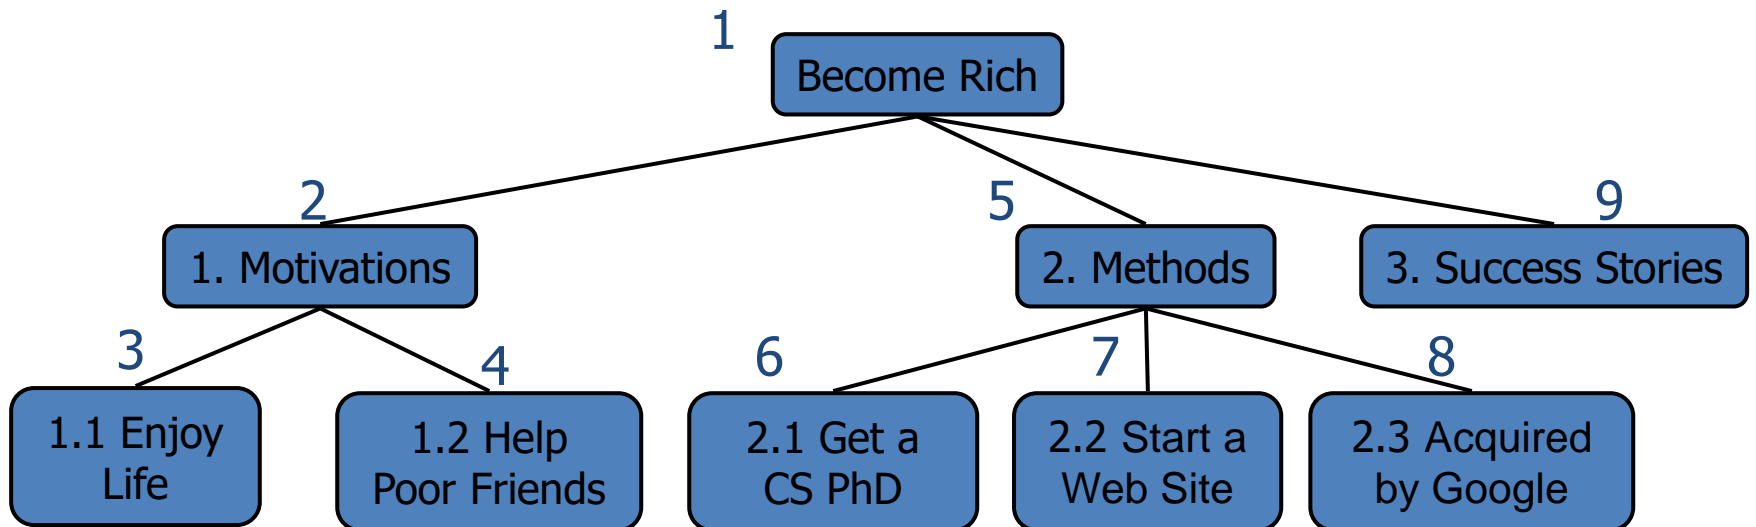 1
Become Rich
2
5
9
1. Motivations
2. Methods
3. Success Stories
3
4
6
7
8
1.1 Enjoy
Life
1.2 Help
Poor Friends
2.1 Get a
CS PhD
2.2 Start a
Web Site
2.3 Acquired
by Google